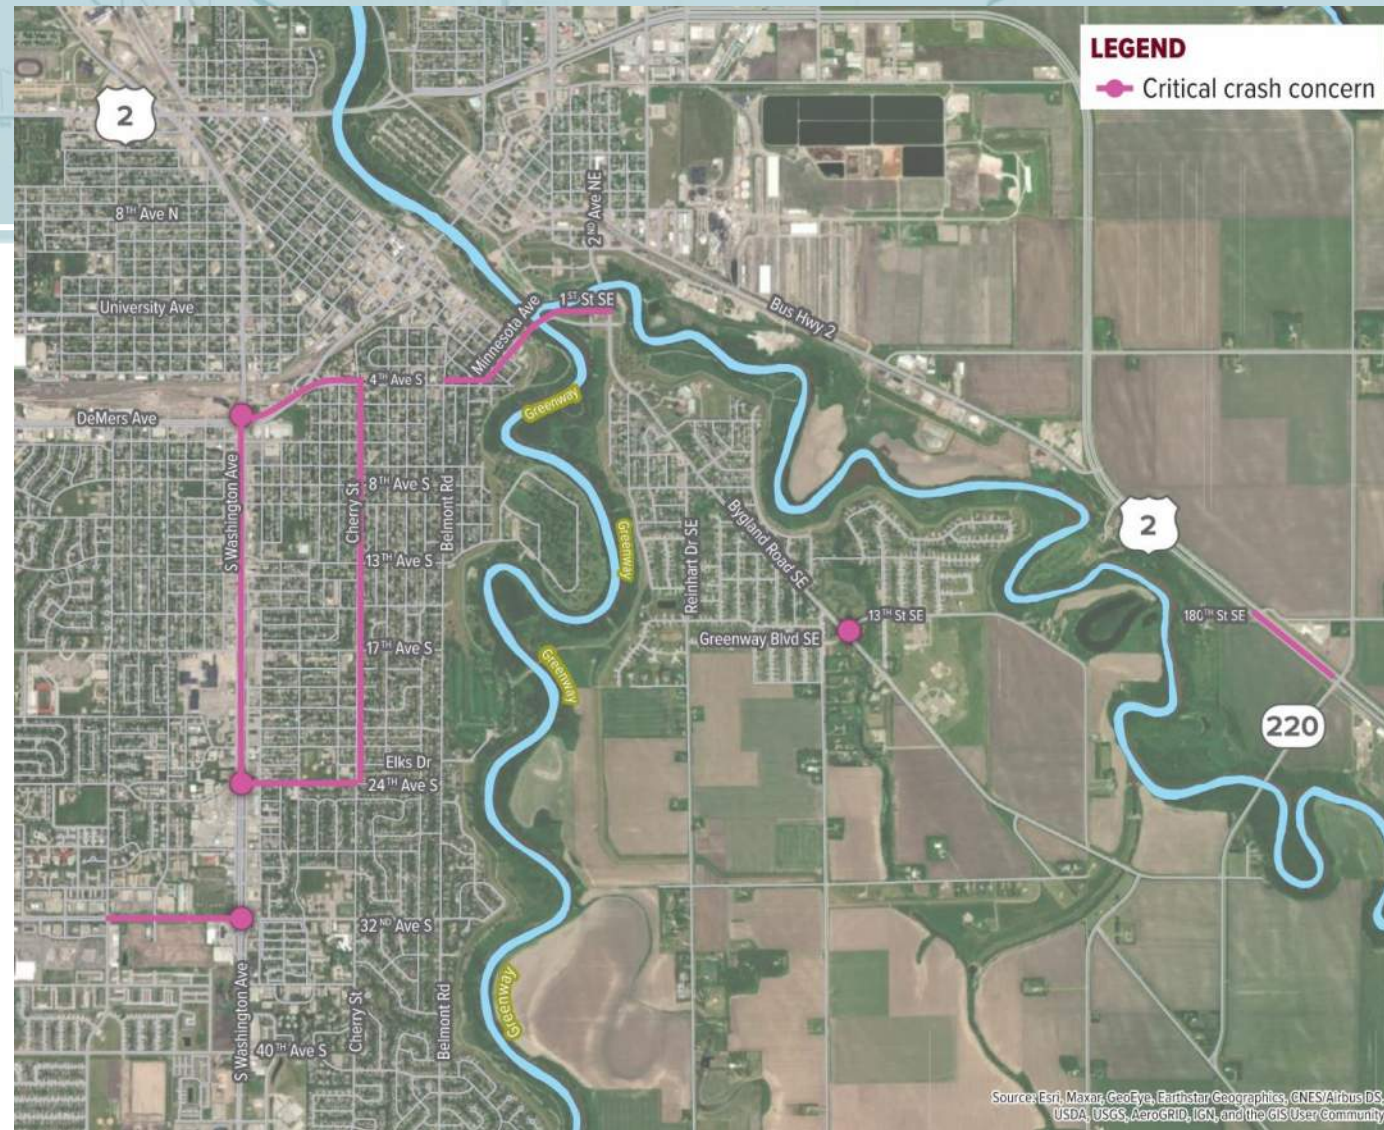 LEGEND
Critical crash concern
2
8TH Ave N
2ND Ave NE
University Ave
1ST St SE
Minnesota Ave
Bus Hwy 2
4TH Ave S
DeMers Ave
Greenway
S Washington Ave
Cherry St
8TH Ave S
Belmont Rd
Bygland Road SE
2
Greenway
13TH Ave S
Reinhart Dr SE
13TH St SE
180TH St SE
Greenway Blvd SE
17TH Ave S
Greenway
220
Elks Dr
24TH Ave S
32ND Ave S
Greenway
S Washington Ave
Cherry St
Belmont Rd
40TH Ave S
Source: Esri, Maxar, GeoEye, Earthstar Geographics, CNES/Airbus DS,
USDA, USGS, AeroGRID, IGN, and the GIS User Community